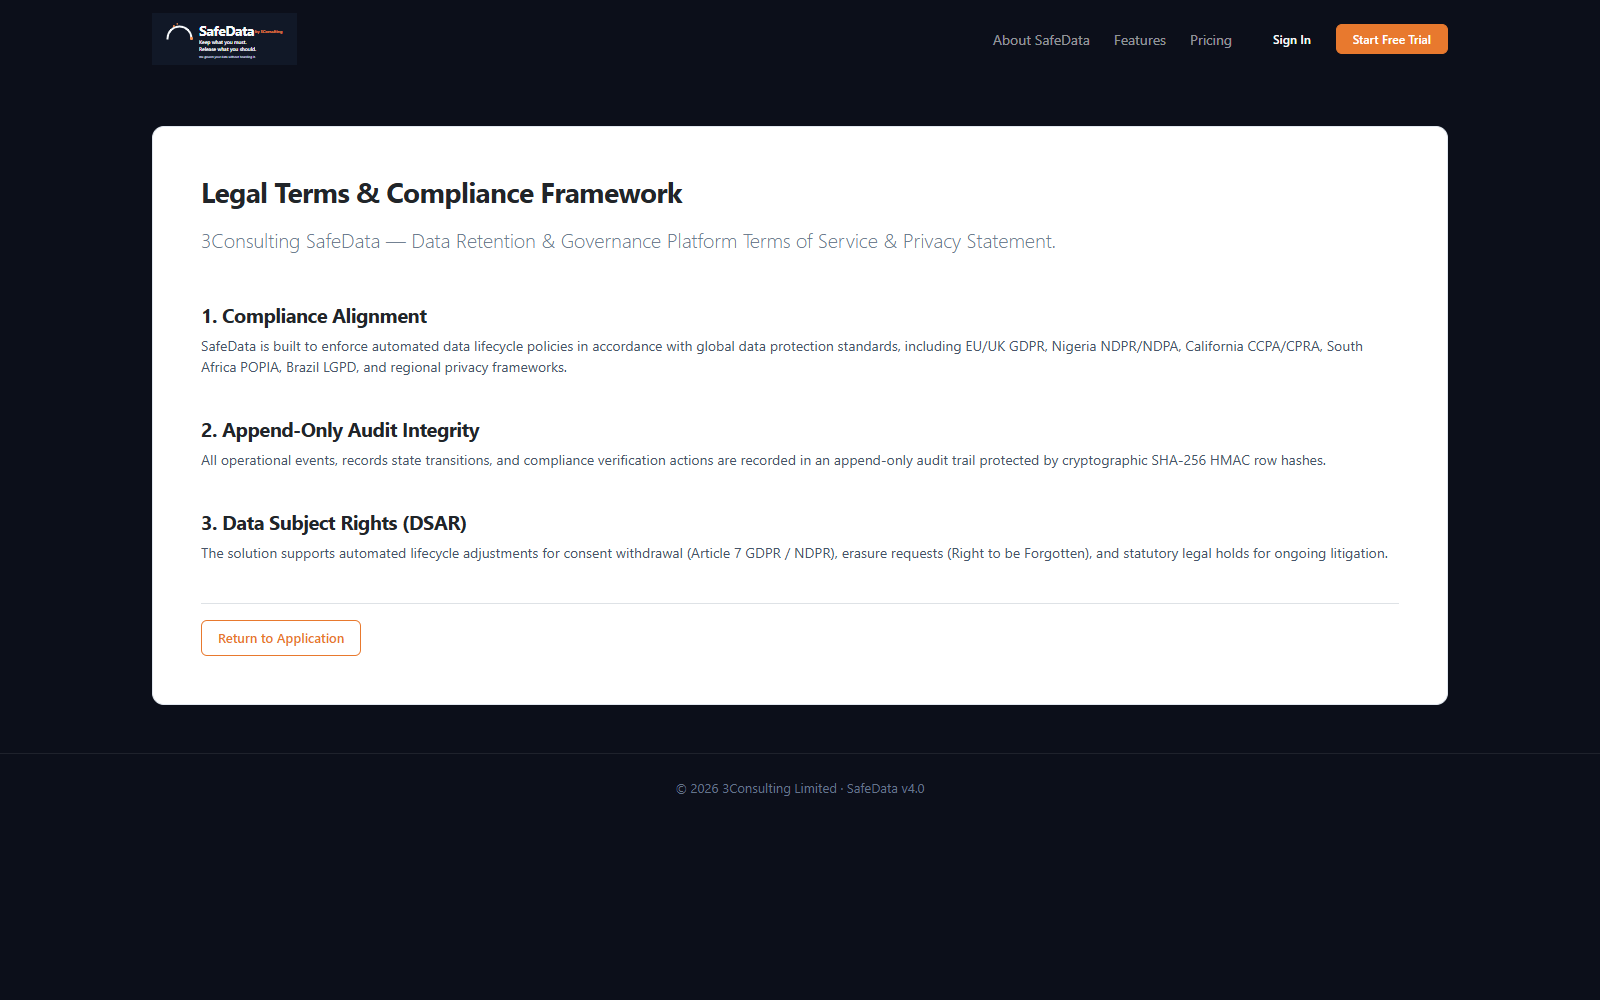 SafeData by 3Consulting
Keep what you must.
Release what you should.
About SafeData
Features
Pricing
Sign In
Start Free Trial
Legal Terms & Compliance Framework
3Consulting SafeData — Data Retention & Governance Platform Terms of Service & Privacy Statement.
1. Compliance Alignment
SafeData is built to enforce automated data lifecycle policies in accordance with global data protection standards, including EU/UK GDPR, Nigeria NDPR/NDPA, California CCPA/CPRA, South
Africa POPIA, Brazil LGPD, and regional privacy frameworks.
2. Append-Only Audit Integrity
All operational events, records state transitions, and compliance verification actions are recorded in an append-only audit trail protected by cryptographic SHA-256 HMAC row hashes.
3. Data Subject Rights (DSAR)
The solution supports automated lifecycle adjustments for consent withdrawal (Article 7 GDPR / NDPR), erasure requests (Right to be Forgotten), and statutory legal holds for ongoing litigation.
Return to Application
© 2026 3Consulting Limited · SafeData v4.0